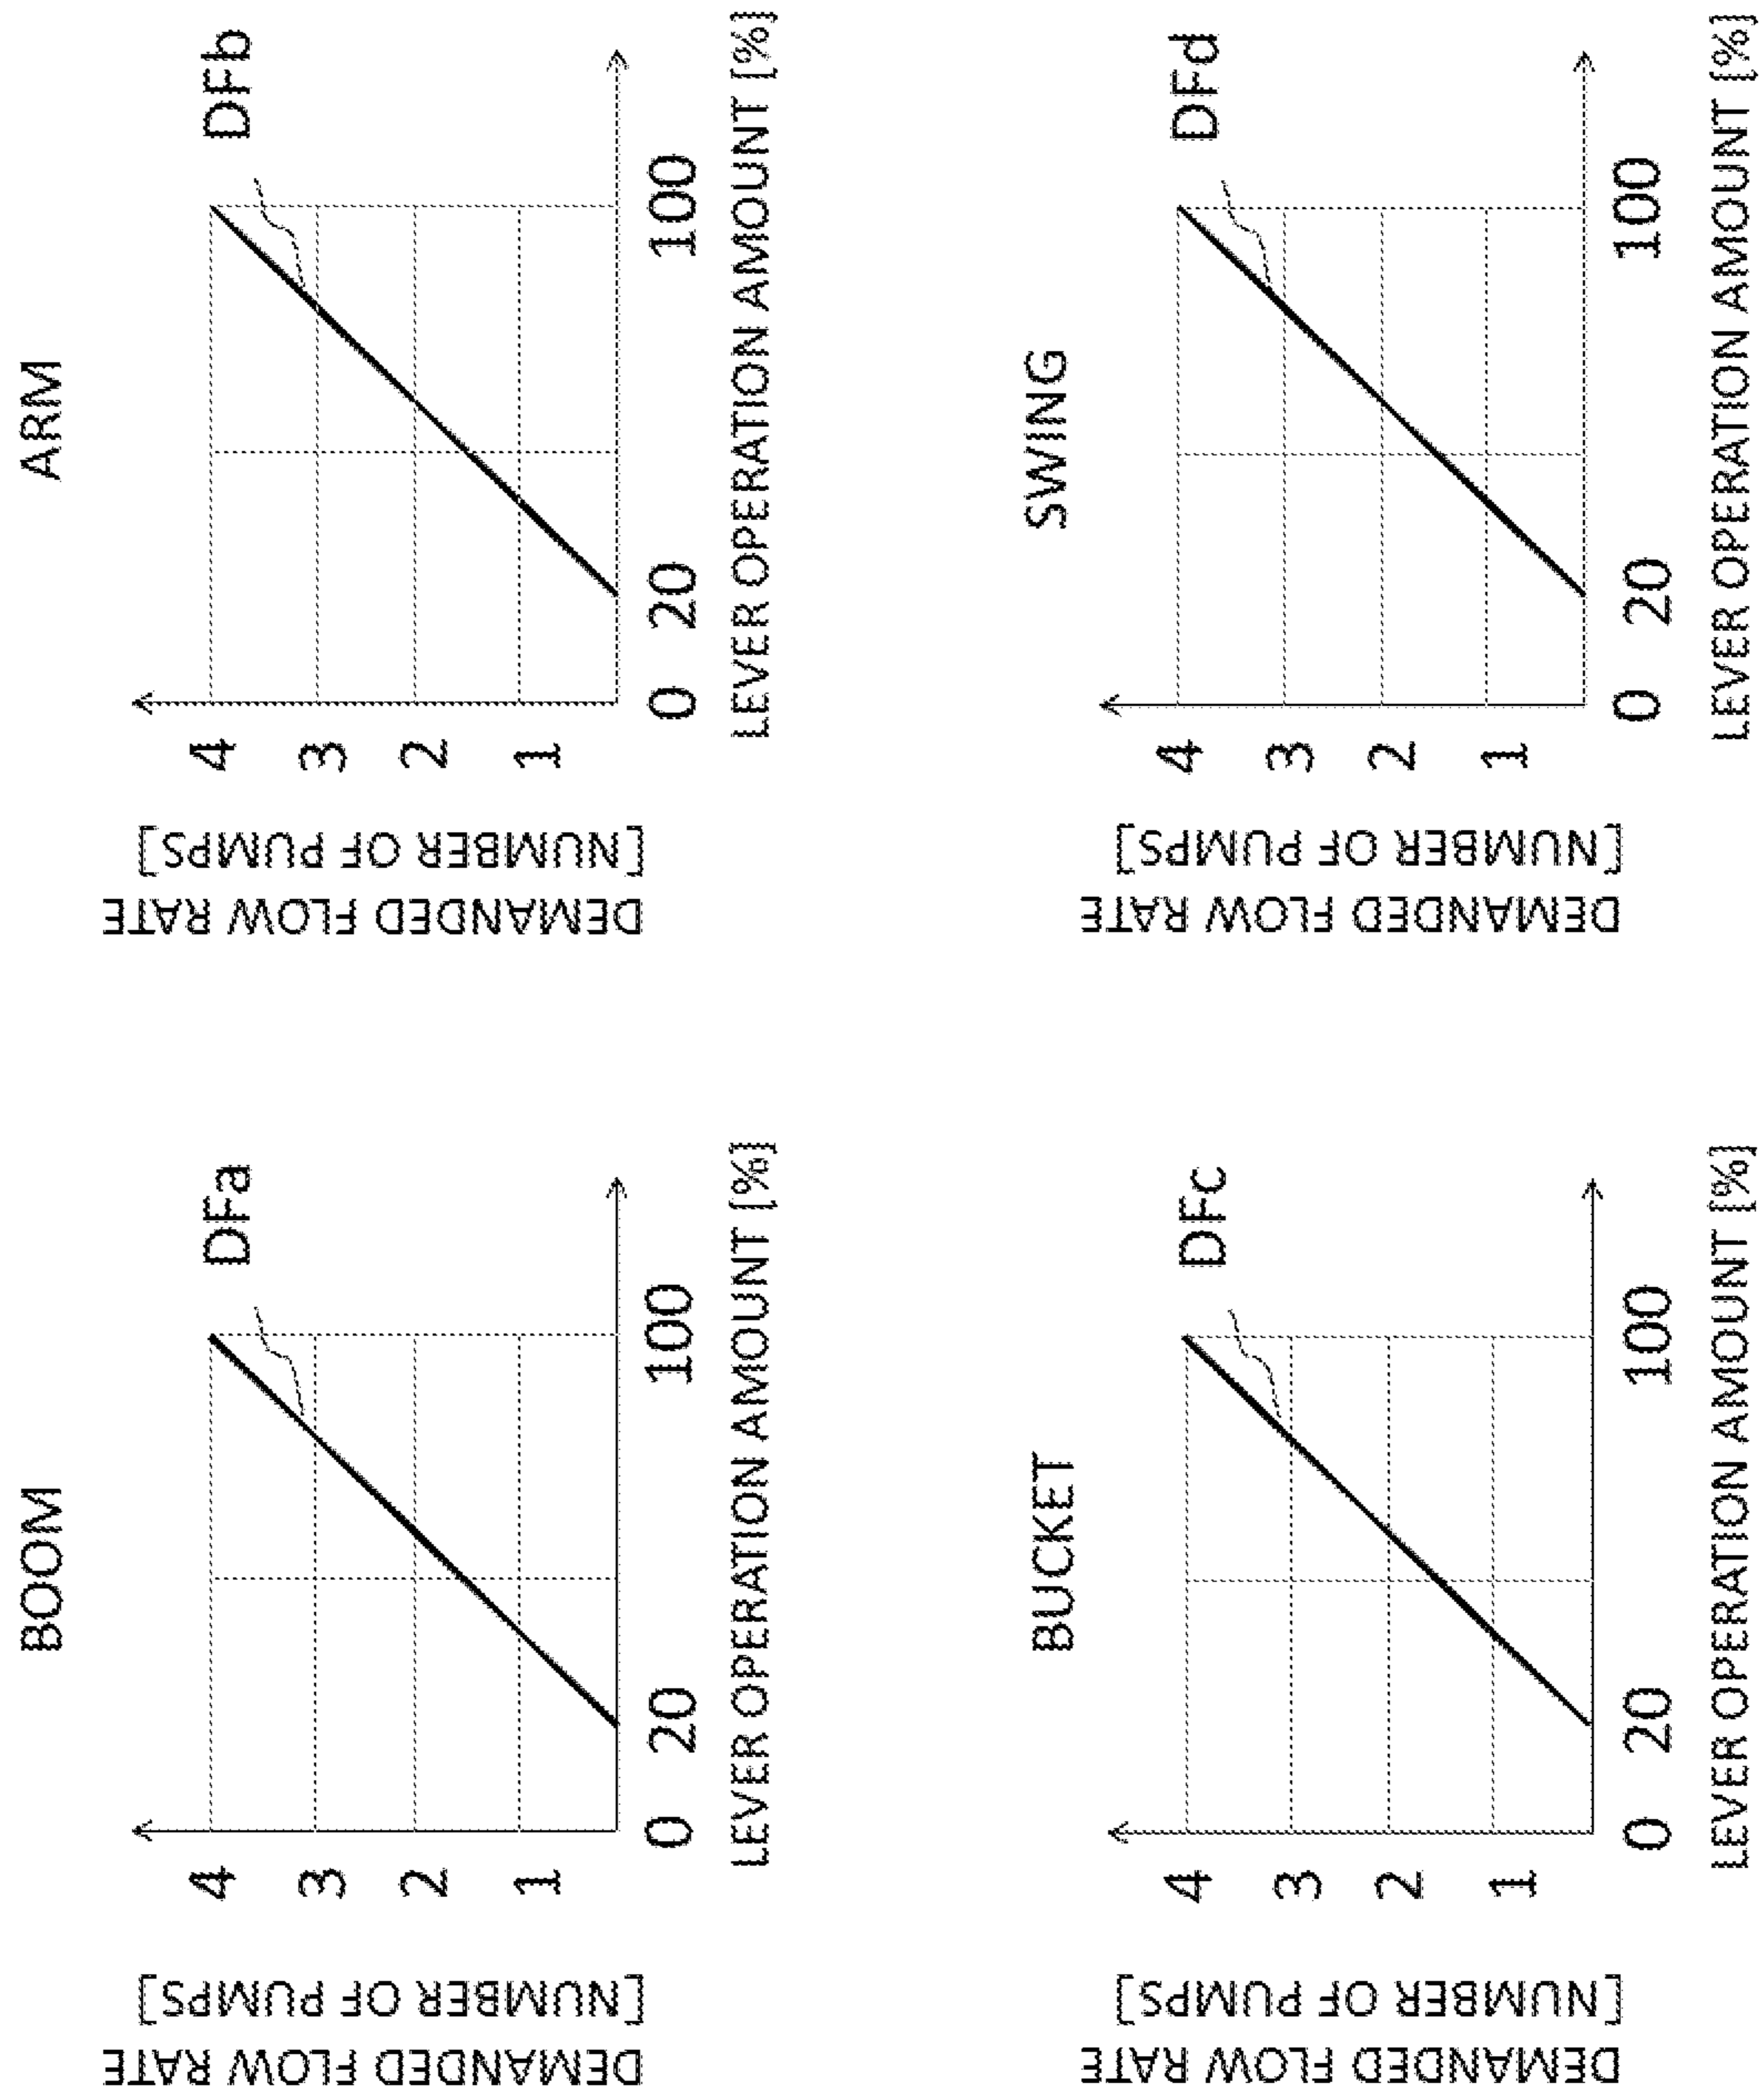 BOOM
DEMANDED FLOW RATE
[NUMBER OF PUMPS]
4
3
2
1
DFa
0 20 100
LEVER OPERATION AMOUNT [%]
ARM
DEMANDED FLOW RATE
[NUMBER OF PUMPS]
4
3
2
1
DFb
0 20 100
LEVER OPERATION AMOUNT [%]
BUCKET
DEMANDED FLOW RATE
[NUMBER OF PUMPS]
4
3
2
1
DFc
0 20 100
LEVER OPERATION AMOUNT [%]
SWING
DEMANDED FLOW RATE
[NUMBER OF PUMPS]
4
3
2
1
DFd
0 20 100
LEVER OPERATION AMOUNT [%]